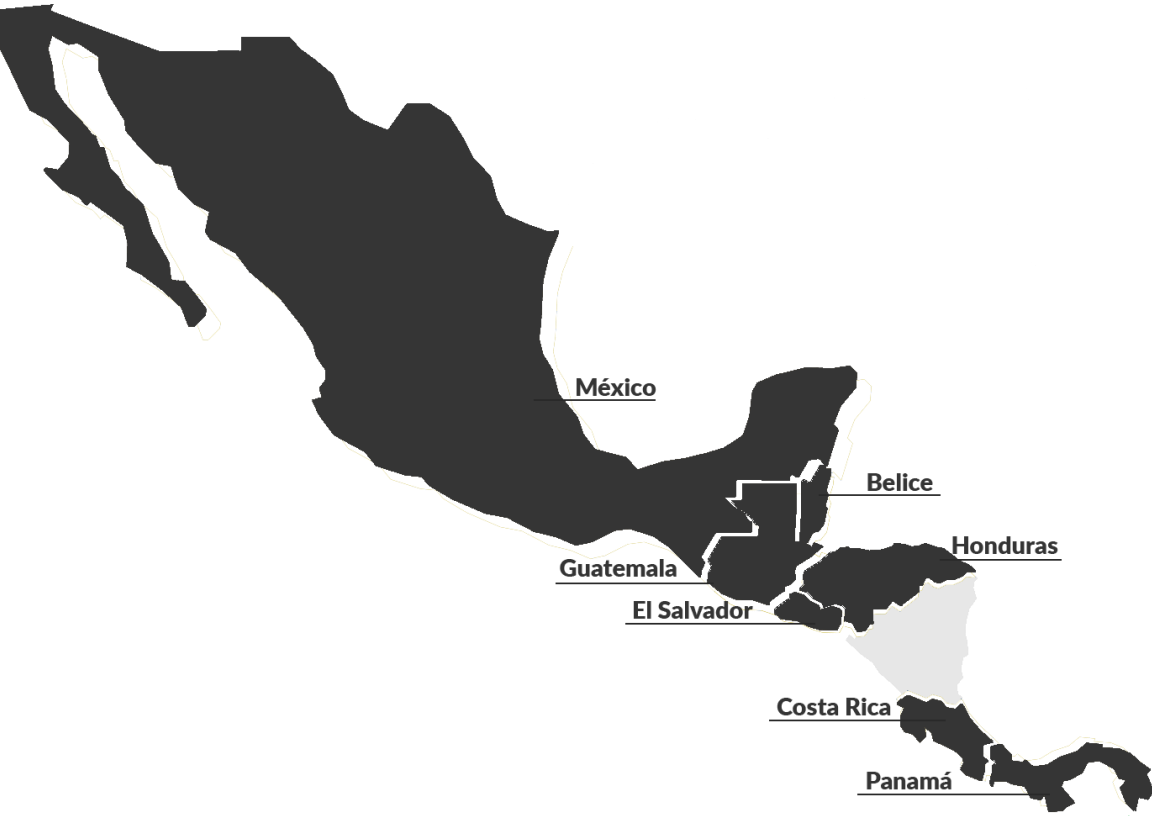 México
Belice
Honduras
Guatemala
El Salvador
Costa Rica
Panamá